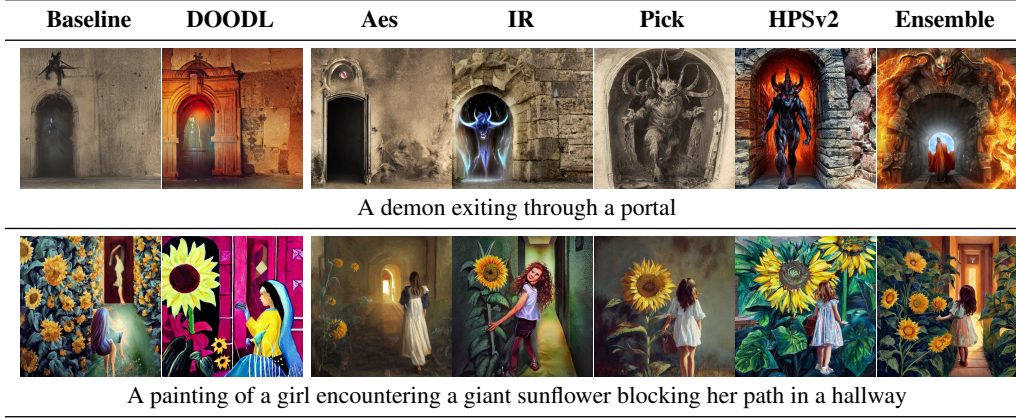 Baseline DOODL Aes IR Pick HPSv2 Ensemble
A demon exiting through a portal
A painting of a girl encountering a giant sunflower blocking her path in a hallway